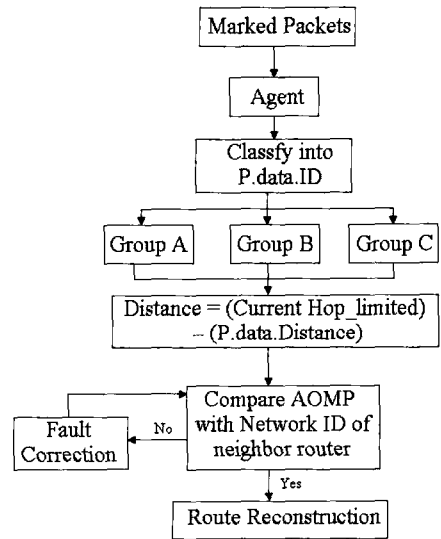 Marked Packets
Agent
Classfy into
P.data.ID
Group A
Group B
Group C
Distance = (Current Hop_limited)
– (P.data.Distance)
Compare AOMP
with Network ID of
neighbor router
No
Fault
Correction
Yes
Route Reconstruction